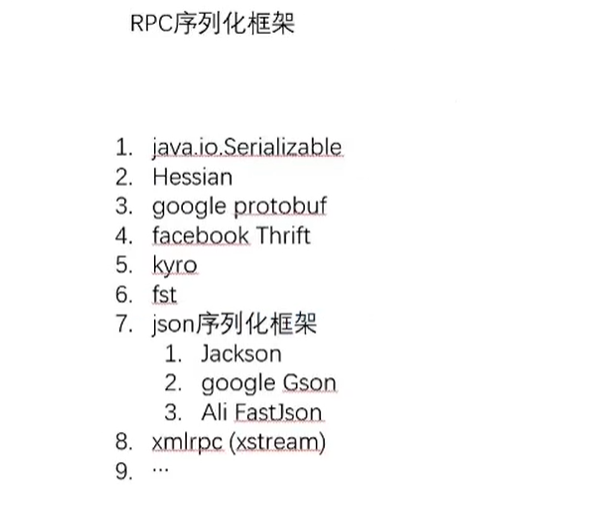 RPC序列化框架
1. java.io.Serializable
2. Hessian
3. google protobuf
4. facebook Thrift
5. kyro
6. fst
7. json序列化框架
1. Jackson
2. google Gson
3. Ali FastJson
8. xmlrpc (xstream)
9. …